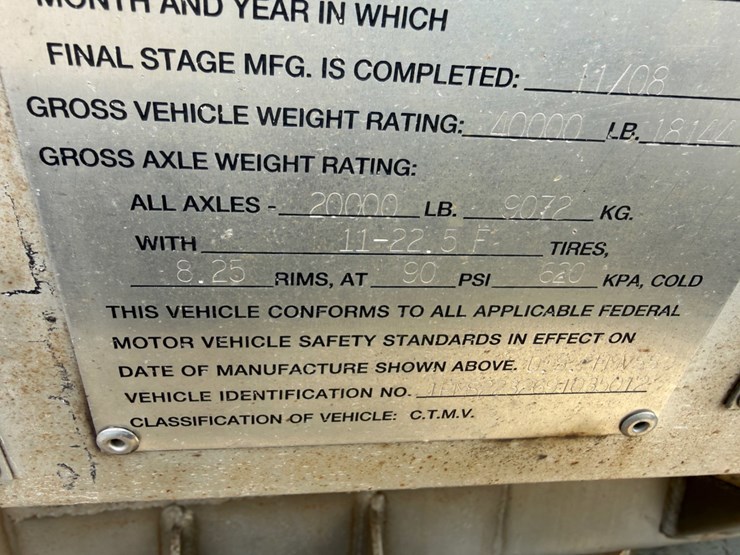 MONTH AND YEAR IN WHICH
FINAL STAGE MFG. IS COMPLETED: 11/08
GROSS VEHICLE WEIGHT RATING: 40000 LB. 18144
GROSS AXLE WEIGHT RATING:
ALL AXLES - 20000 LB. 9072 KG.
WITH 11-22.5 F TIRES,
8.25 RIMS, AT 90 PSI 620 KPA, COLD
THIS VEHICLE CONFORMS TO ALL APPLICABLE FEDERAL
MOTOR VEHICLE SAFETY STANDARDS IN EFFECT ON
DATE OF MANUFACTURE SHOWN ABOVE.
VEHICLE IDENTIFICATION NO.
CLASSIFICATION OF VEHICLE: C.T.M.V.